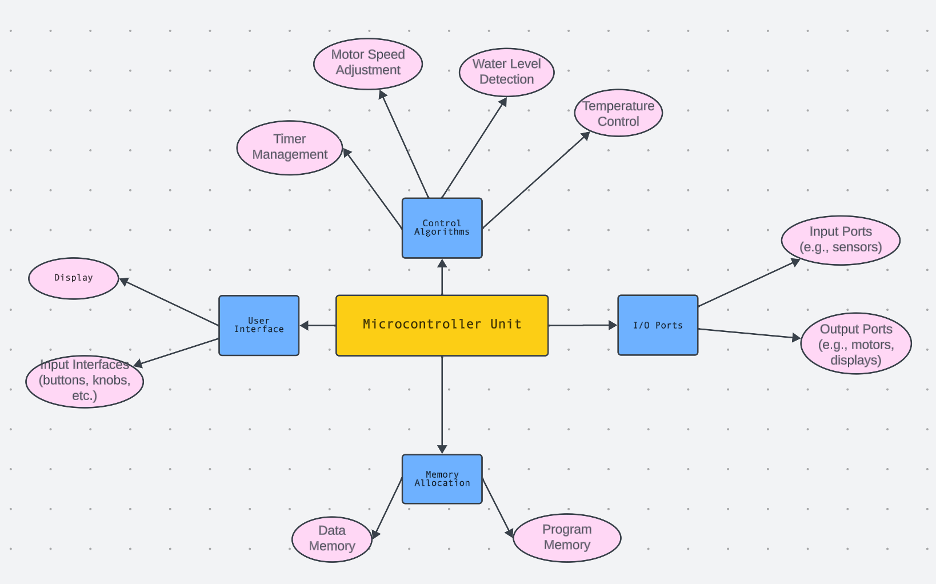 Motor Speed
Adjustment
Water Level
Detection
Temperature
Control
Timer
Management
Control
Algorithms
Input Ports
(e.g., sensors)
Display
User
Interface
Microcontroller Unit
I/O Ports
Output Ports
(e.g., motors,
displays)
Input Interfaces
(buttons, knobs,
etc.)
Memory
Allocation
Data
Memory
Program
Memory